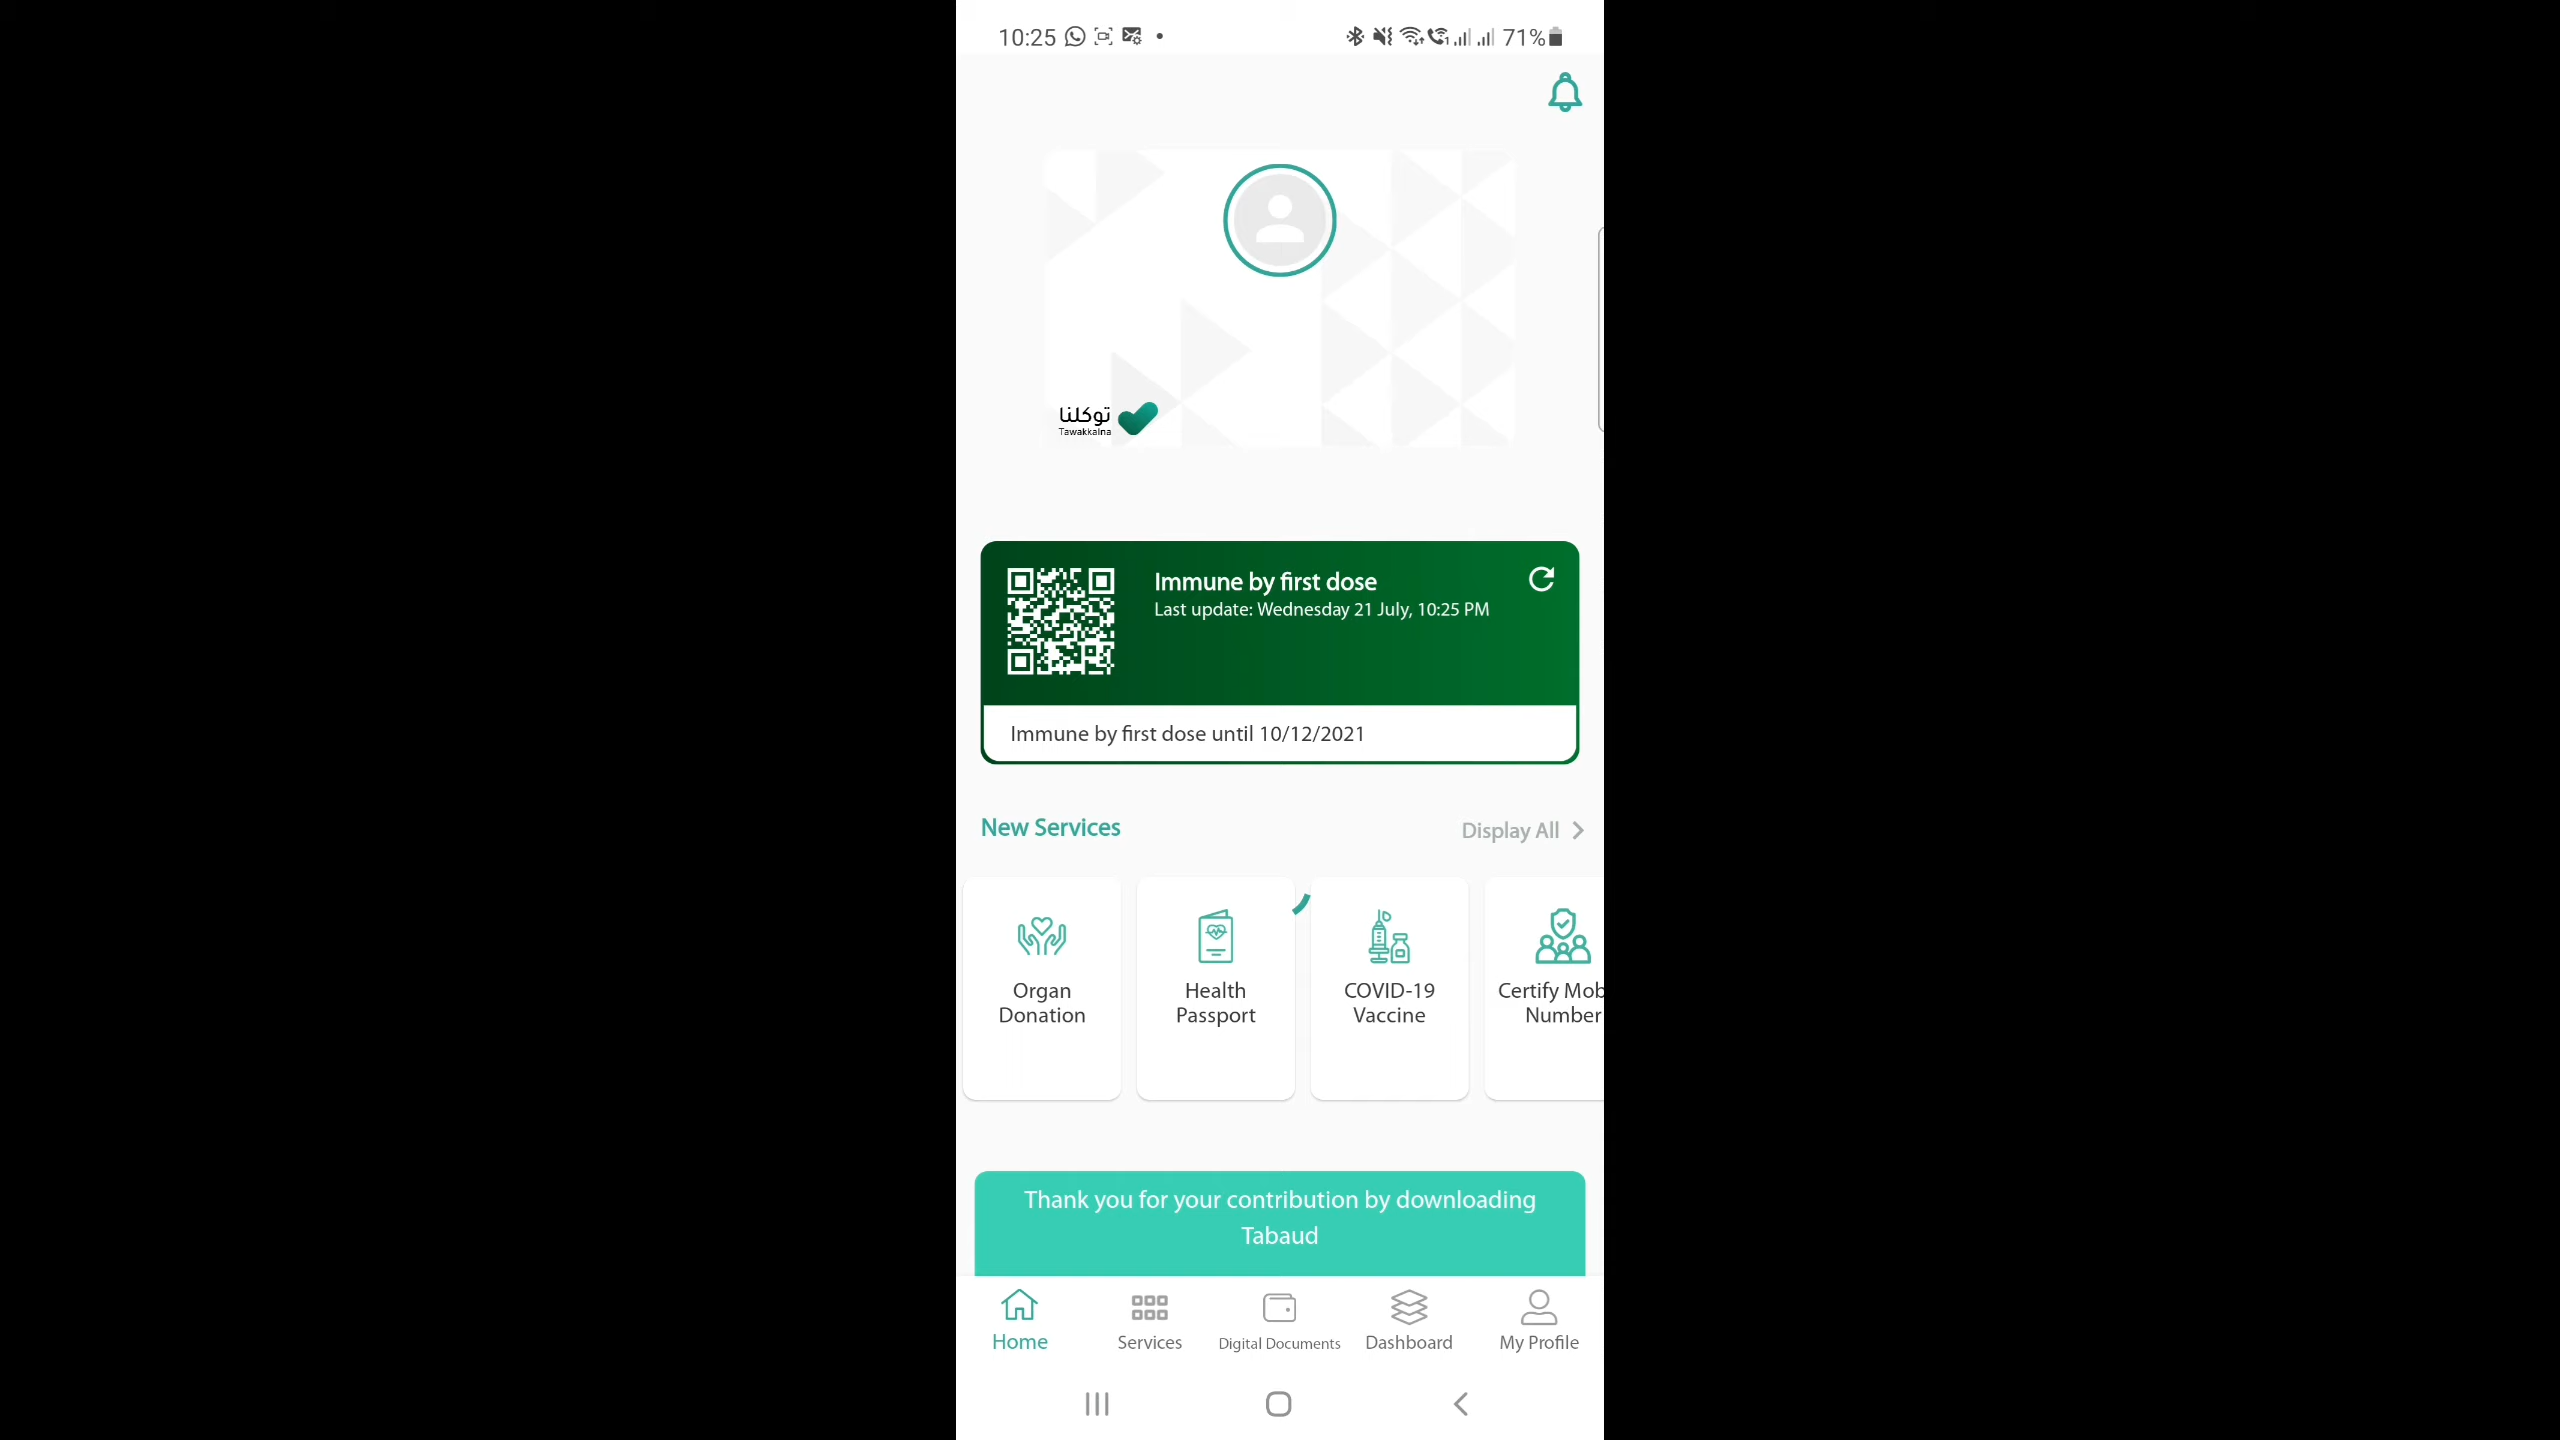 10:25
71%
توكلنا
Tawakkalna
Immune by first dose
Last update: Wednesday 21 July, 10:25 PM
Immune by first dose until 10/12/2021
New Services
Display All
Organ
Donation
Health
Passport
COVID-19
Vaccine
Certify Mob
Number
Thank you for your contribution by downloading
Tabaud
Home
Services
Digital Documents
Dashboard
My Profile